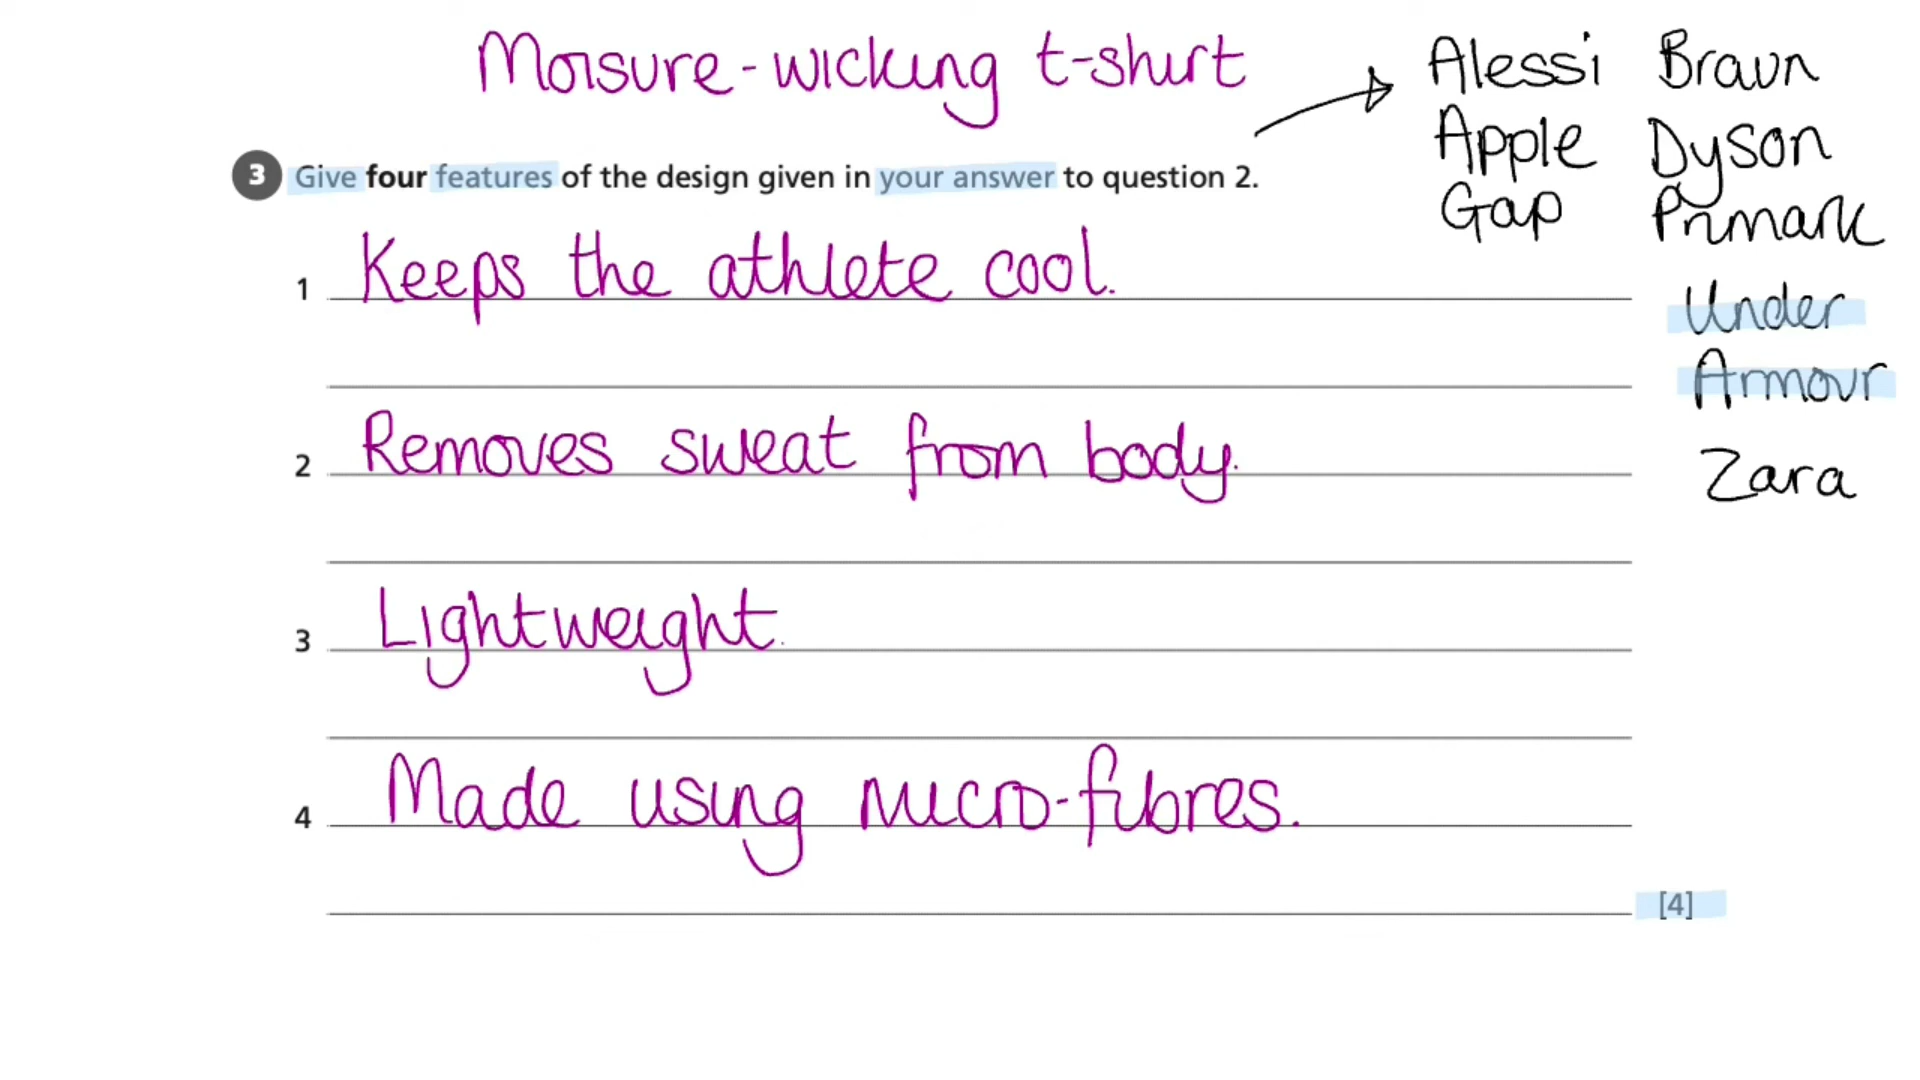 Moisure-wicking t-shirt
Alessi Braun
Apple Dyson
Gap Primark
Under
Armour
Zara
3 Give four features of the design given in your answer to question 2.
1 Keeps the athlete cool.
2 Removes sweat from body.
3 Lightweight.
4 Made using micro-fibres.
[4]